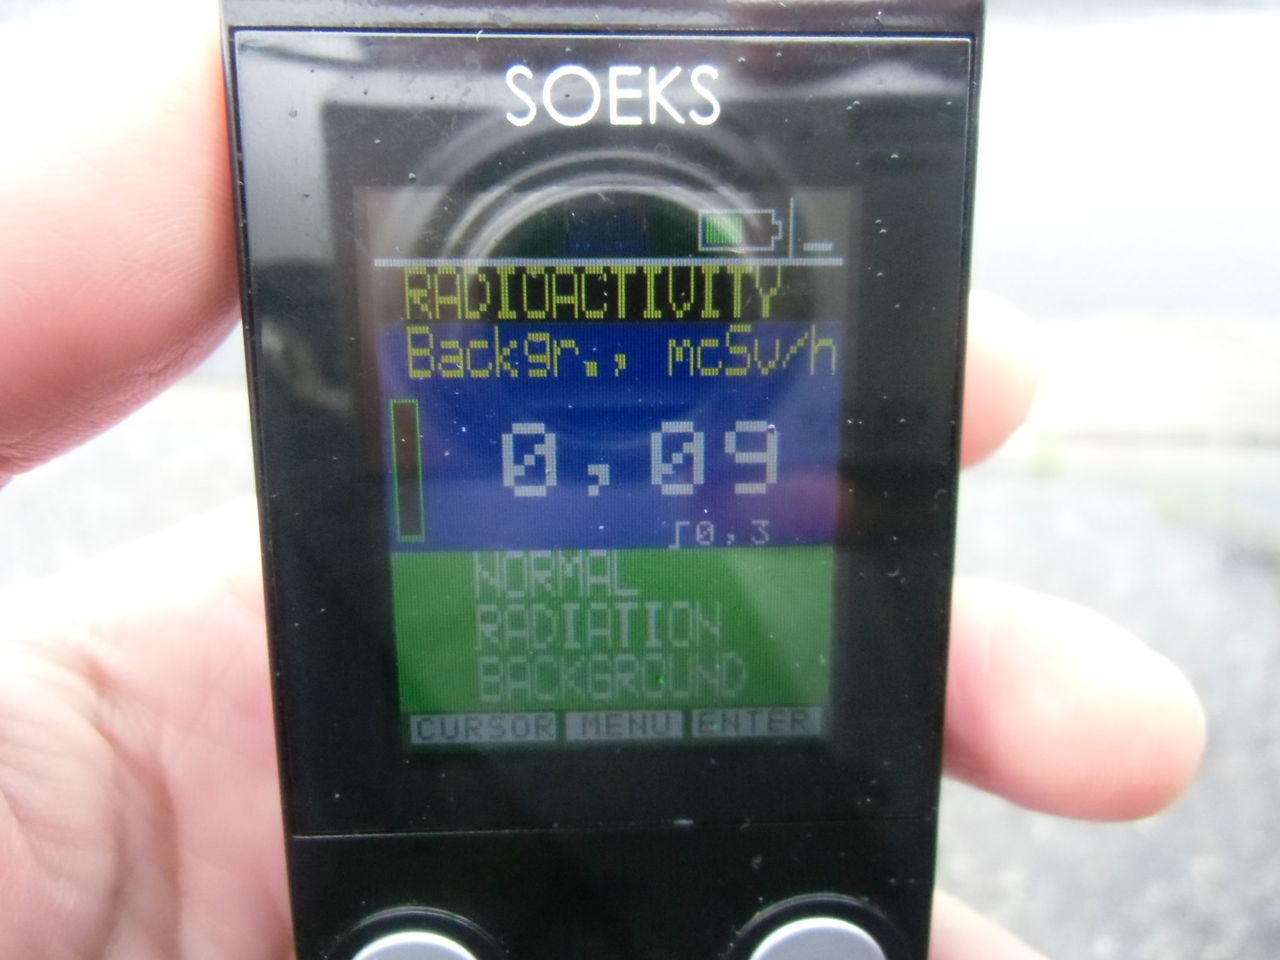 SOEKS
RADIOACTIVITY
Backgr., mcSv/h
0,09
∫0,3
NORMAL
RADIATION
BACKGROUND
CURSOR MENU ENTER